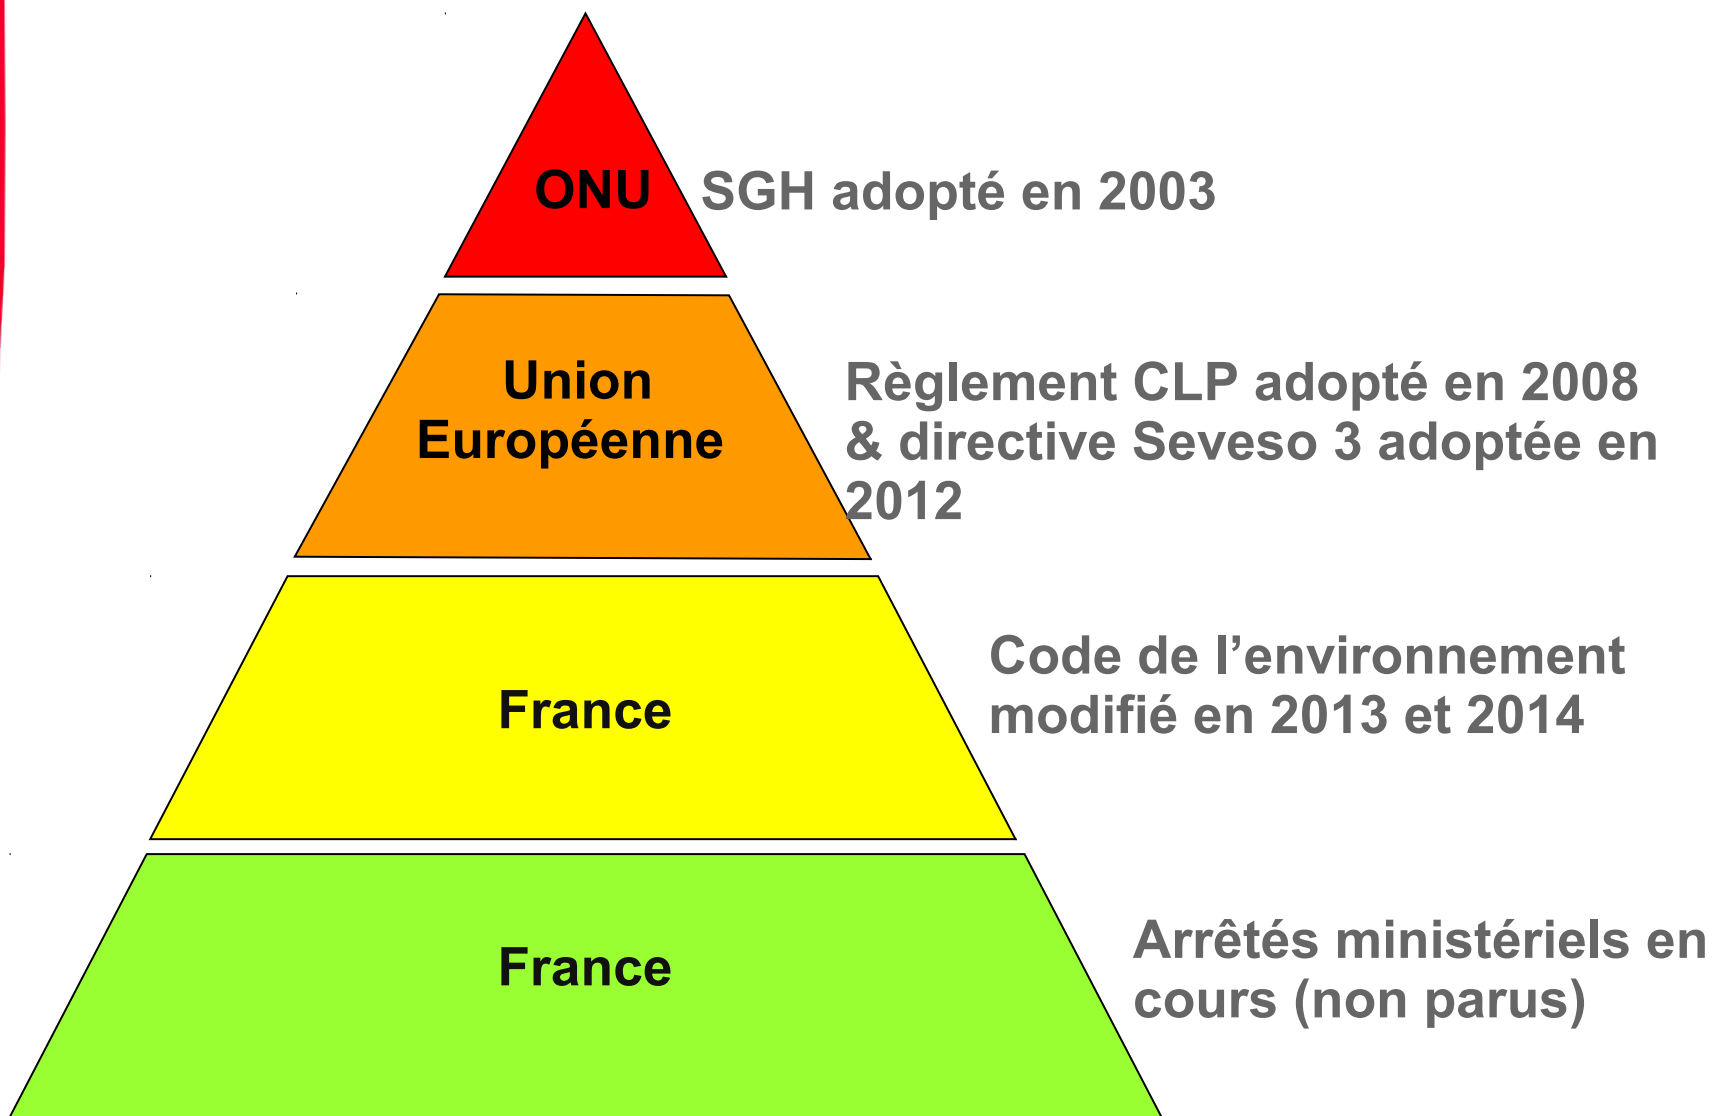 ONU
SGH adopté en 2003
Union
Européenne
Règlement CLP adopté en 2008
& directive Seveso 3 adoptée en
2012
France
Code de l’environnement
modifié en 2013 et 2014
France
Arrêtés ministériels en
cours (non parus)